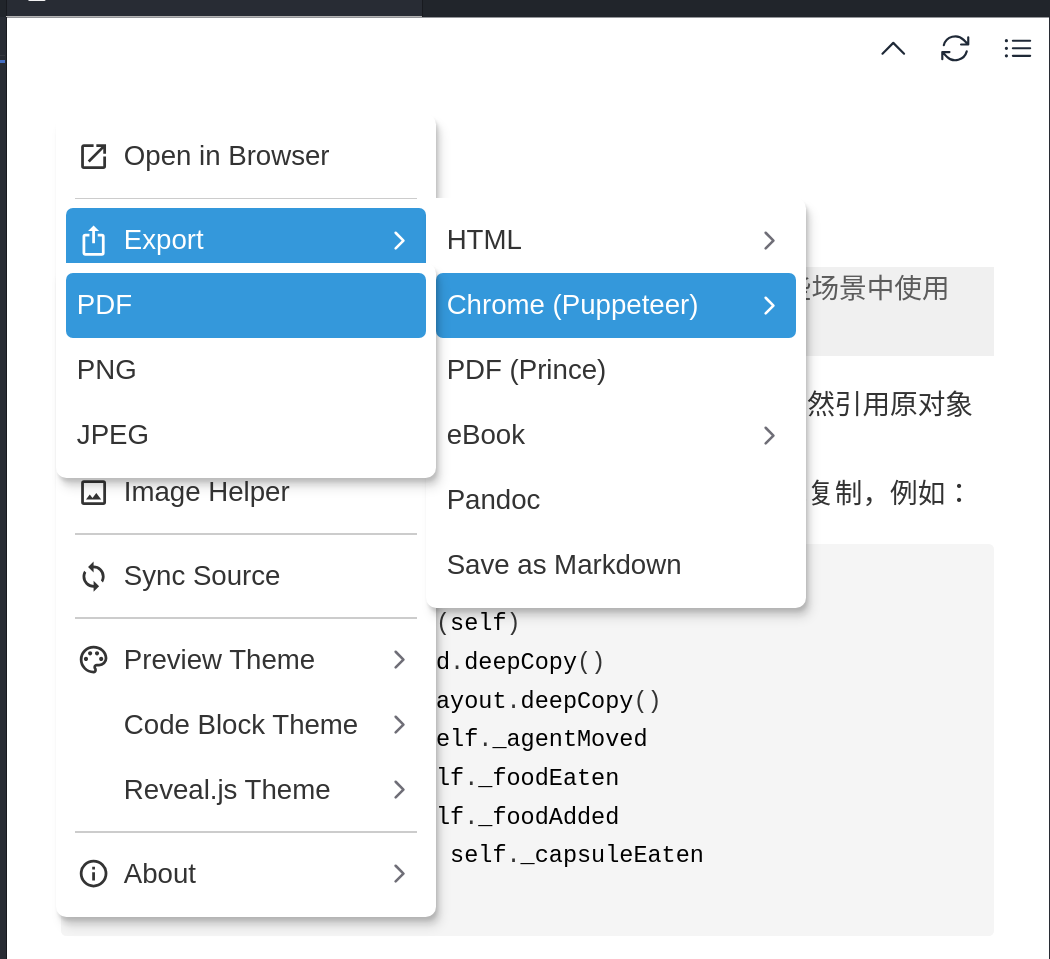 Open in Browser
Export
HTML
PDF
Chrome (Puppeteer)
场景中使用
PNG
PDF (Prince)
然引用原对象
JPEG
eBook
Image Helper
Pandoc
复制，例如：
Sync Source
Save as Markdown
(self)
Preview Theme
d.deepCopy()
ayout.deepCopy()
Code Block Theme
elf._agentMoved
lf._foodEaten
Reveal.js Theme
lf._foodAdded
self._capsuleEaten
About